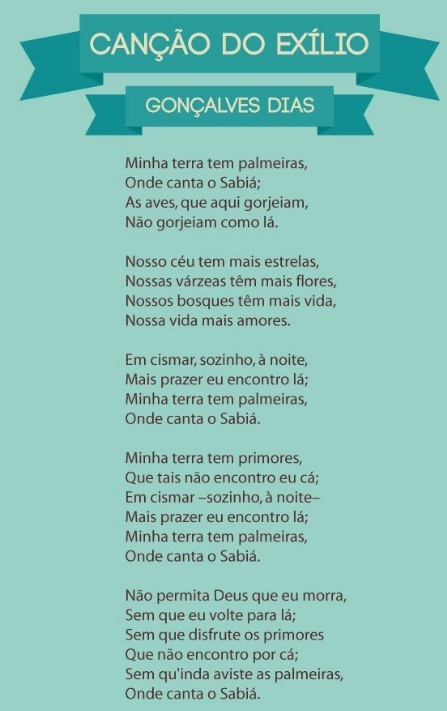 CANÇÃO DO EXÍLIO
GONÇALVES DIAS
Minha terra tem palmeiras,
Onde canta o Sabiá;
As aves, que aqui gorjeiam,
Não gorjeiam como lá.
Nosso céu tem mais estrelas,
Nossas várzeas têm mais flores,
Nossos bosques têm mais vida,
Nossa vida mais amores.
Em cismar, sozinho, à noite,
Mais prazer eu encontro lá;
Minha terra tem palmeiras,
Onde canta o Sabiá.
Minha terra tem primores,
Que tais não encontro eu cá;
Em cismar –sozinho, à noite–
Mais prazer eu encontro lá;
Minha terra tem palmeiras,
Onde canta o Sabiá.
Não permita Deus que eu morra,
Sem que eu volte para lá;
Sem que disfrute os primores
Que não encontro por cá;
Sem qu'inda aviste as palmeiras,
Onde canta o Sabiá.